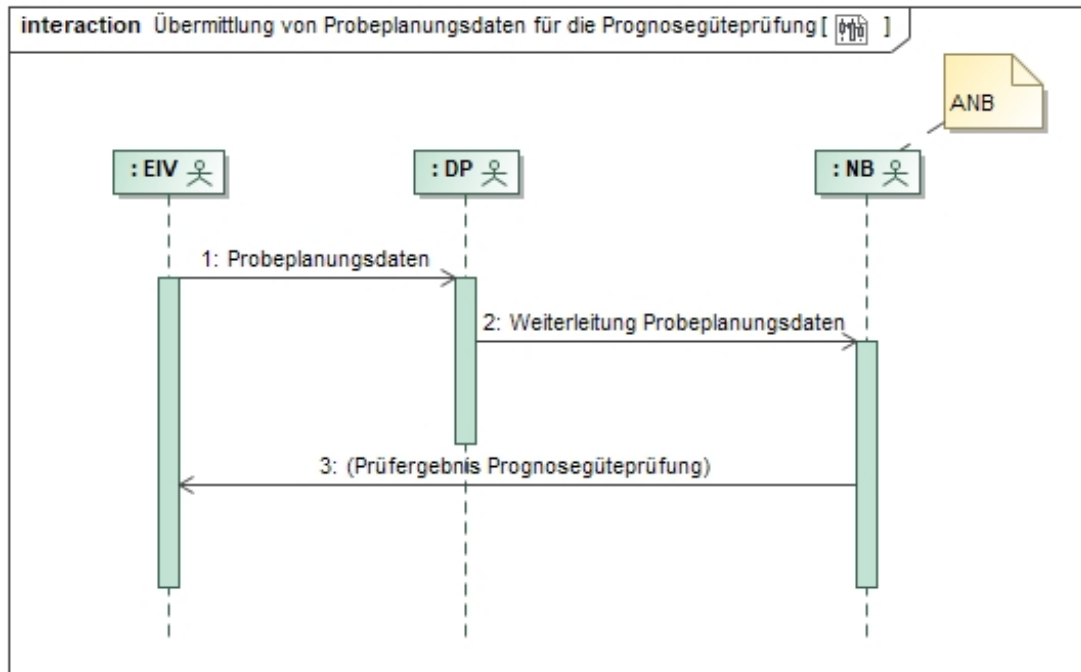 interaction Übermittlung von Probeplanungsdaten für die Prognosegüteprüfung [ ]
ANB
: EIV
: DP
: NB
1: Probeplanungsdaten
2: Weiterleitung Probeplanungsdaten
3: (Prüfergebnis Prognosegüteprüfung)